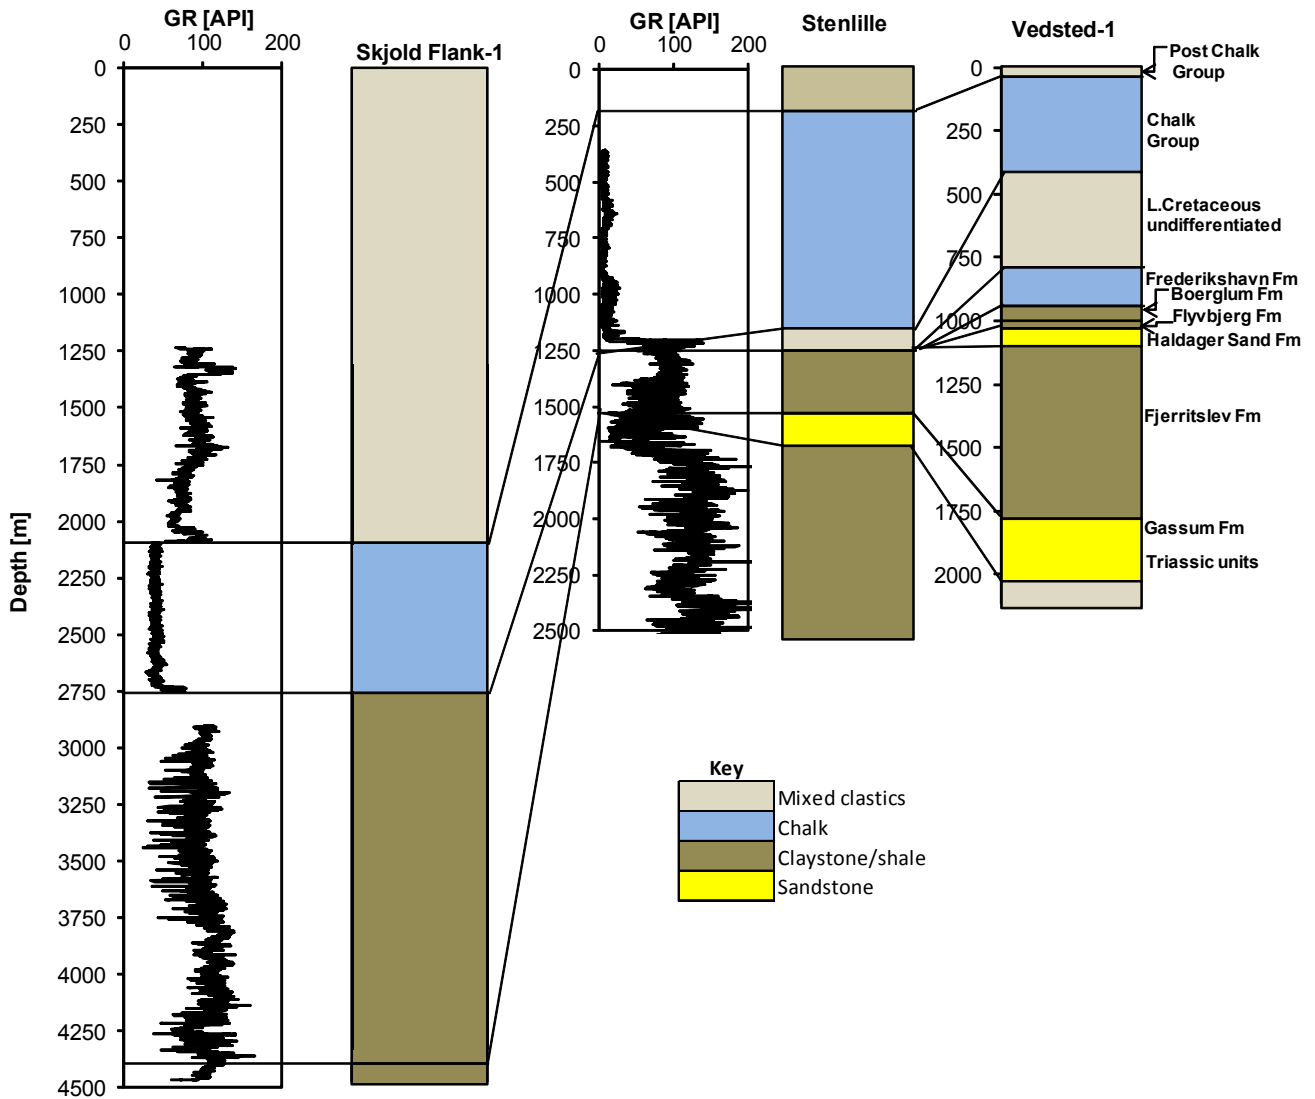 GR [API]
0 100 200
Skjold Flank-1
GR [API]
0 100 200
Stenlille
Vedsted-1
Depth [m]
0
250
500
750
1000
1250
1500
1750
2000
2250
2500
2750
3000
3250
3500
3750
4000
4250
4500
0
250
500
750
1000
1250
1500
1750
2000
2250
2500
0
250
500
750
1000
1250
1500
1750
2000
Post Chalk
Group
Chalk
Group
L.Cretaceous
undifferentiated
Frederikshavn Fm
Boerglum Fm
Flyvbjerg Fm
Haldager Sand Fm
Fjerritslev Fm
Gassum Fm
Triassic units
Key
Mixed clastics
Chalk
Claystone/shale
Sandstone